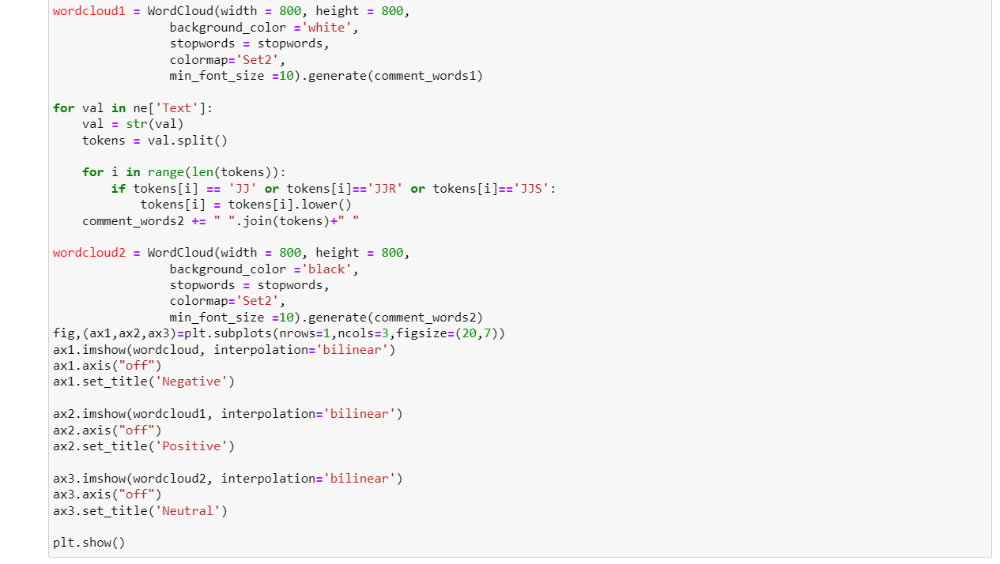 wordcloud1 = WordCloud(width = 800, height = 800,
                background_color ='white',
                stopwords = stopwords,
                colormap='Set2',
                min_font_size =10).generate(comment_words1)

for val in ne['Text']:
    val = str(val)
    tokens = val.split()

    for i in range(len(tokens)):
        if tokens[i] == 'JJ' or tokens[i]=='JJR' or tokens[i]=='JJS':
            tokens[i] = tokens[i].lower()
    comment_words2 += " ".join(tokens)+" "

wordcloud2 = WordCloud(width = 800, height = 800,
                background_color ='black',
                stopwords = stopwords,
                colormap='Set2',
                min_font_size =10).generate(comment_words2)
fig,(ax1,ax2,ax3)=plt.subplots(nrows=1,ncols=3,figsize=(20,7))
ax1.imshow(wordcloud, interpolation='bilinear')
ax1.axis("off")
ax1.set_title('Negative')

ax2.imshow(wordcloud1, interpolation='bilinear')
ax2.axis("off")
ax2.set_title('Positive')

ax3.imshow(wordcloud2, interpolation='bilinear')
ax3.axis("off")
ax3.set_title('Neutral')

plt.show()